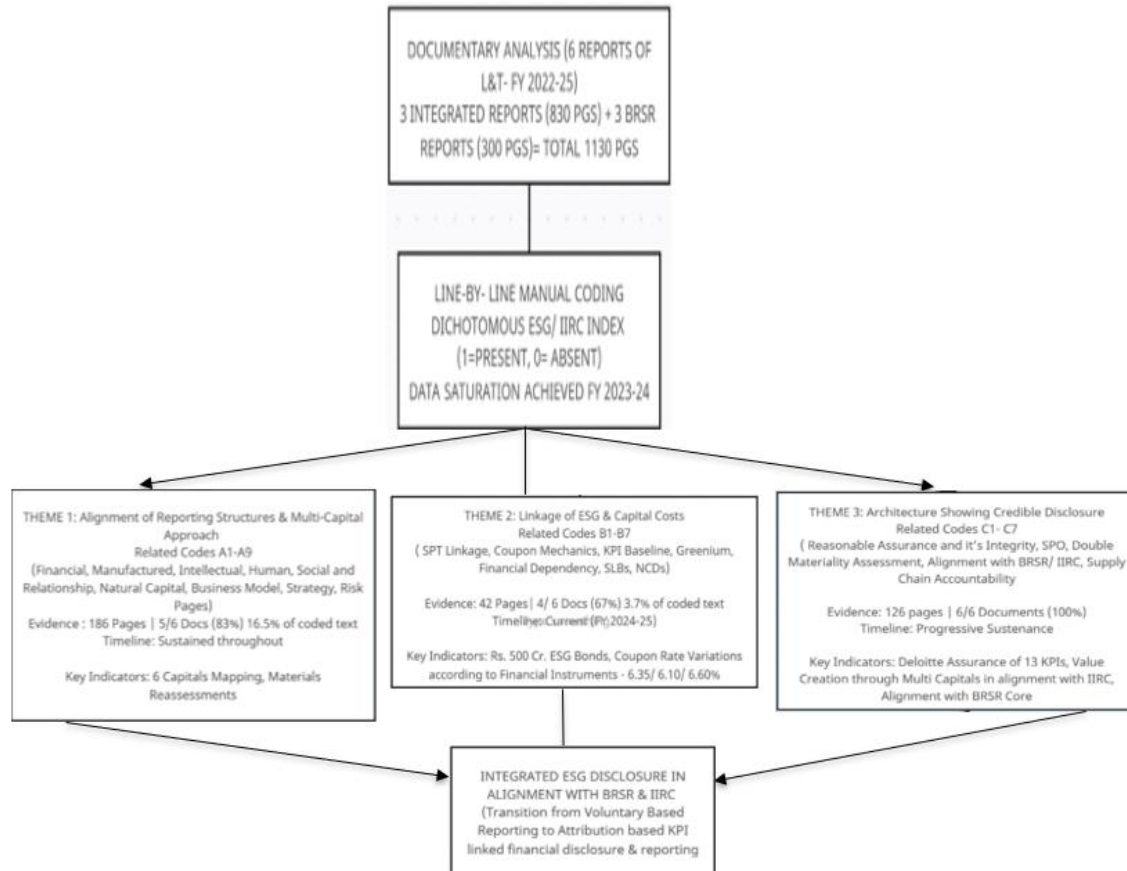 DOCUMENTARY ANALYSIS (6 REPORTS OF
L&T- FY 2022-25)
3 INTEGRATED REPORTS (830 PGS) + 3 BRSR
REPORTS (300 PGS)= TOTAL 1130 PGS
LINE-BY- LINE MANUAL CODING
DICHOTOMOUS ESG/ IIRC INDEX
(1=PRESENT, 0= ABSENT)
DATA SATURATION ACHIEVED FY 2023-24
THEME 1: Alignment of Reporting Structures & Multi-Capital
Approach
Related Codes A1-A9
(Financial, Manufactured, Intellectual, Human, Social and
Relationship, Natural Capital, Business Model, Strategy, Risk
Pages)
Evidence : 186 Pages | 5/6 Docs (83%) 16.5% of coded text
Timeline: Sustained throughout
Key Indicators: 6 Capitals Mapping, Materials
Reassessments
THEME 2: Linkage of ESG & Capital Costs
Related Codes B1-B7
( SPT Linkage, Coupon Mechanics, KPI Baseline, Greenium,
Financial Dependency, SLBs, NCDs)
Evidence: 42 Pages| 4/ 6 Docs (67%) 3.7% of coded text
Timeline: Current (FY 2024-25)
Key Indicators: Rs. 500 Cr. ESG Bonds, Coupon Rate Variations
according to Financial Instruments - 6.35/ 6.10/ 6.60%
THEME 3: Architecture Showing Credible Disclosure
Related Codes C1- C7
( Reasonable Assurance and it's Integrity, SPO, Double
Materiality Assessment, Alignment with BRSR/ IIRC, Supply
Chain Accountability
Evidence: 126 pages | 6/6 Documents (100%)
Timeline: Progressive Sustenance
Key Indicators: Deloitte Assurance of 13 KPIs, Value
Creation through Multi Capitals in alignment with IIRC,
Alignment with BRSR Core
INTEGRATED ESG DISCLOSURE IN
ALIGNMENT WITH BRSR & IIRC
(Transition from Voluntary Based
Reporting to Attribution based KPI
linked financial disclosure & reporting